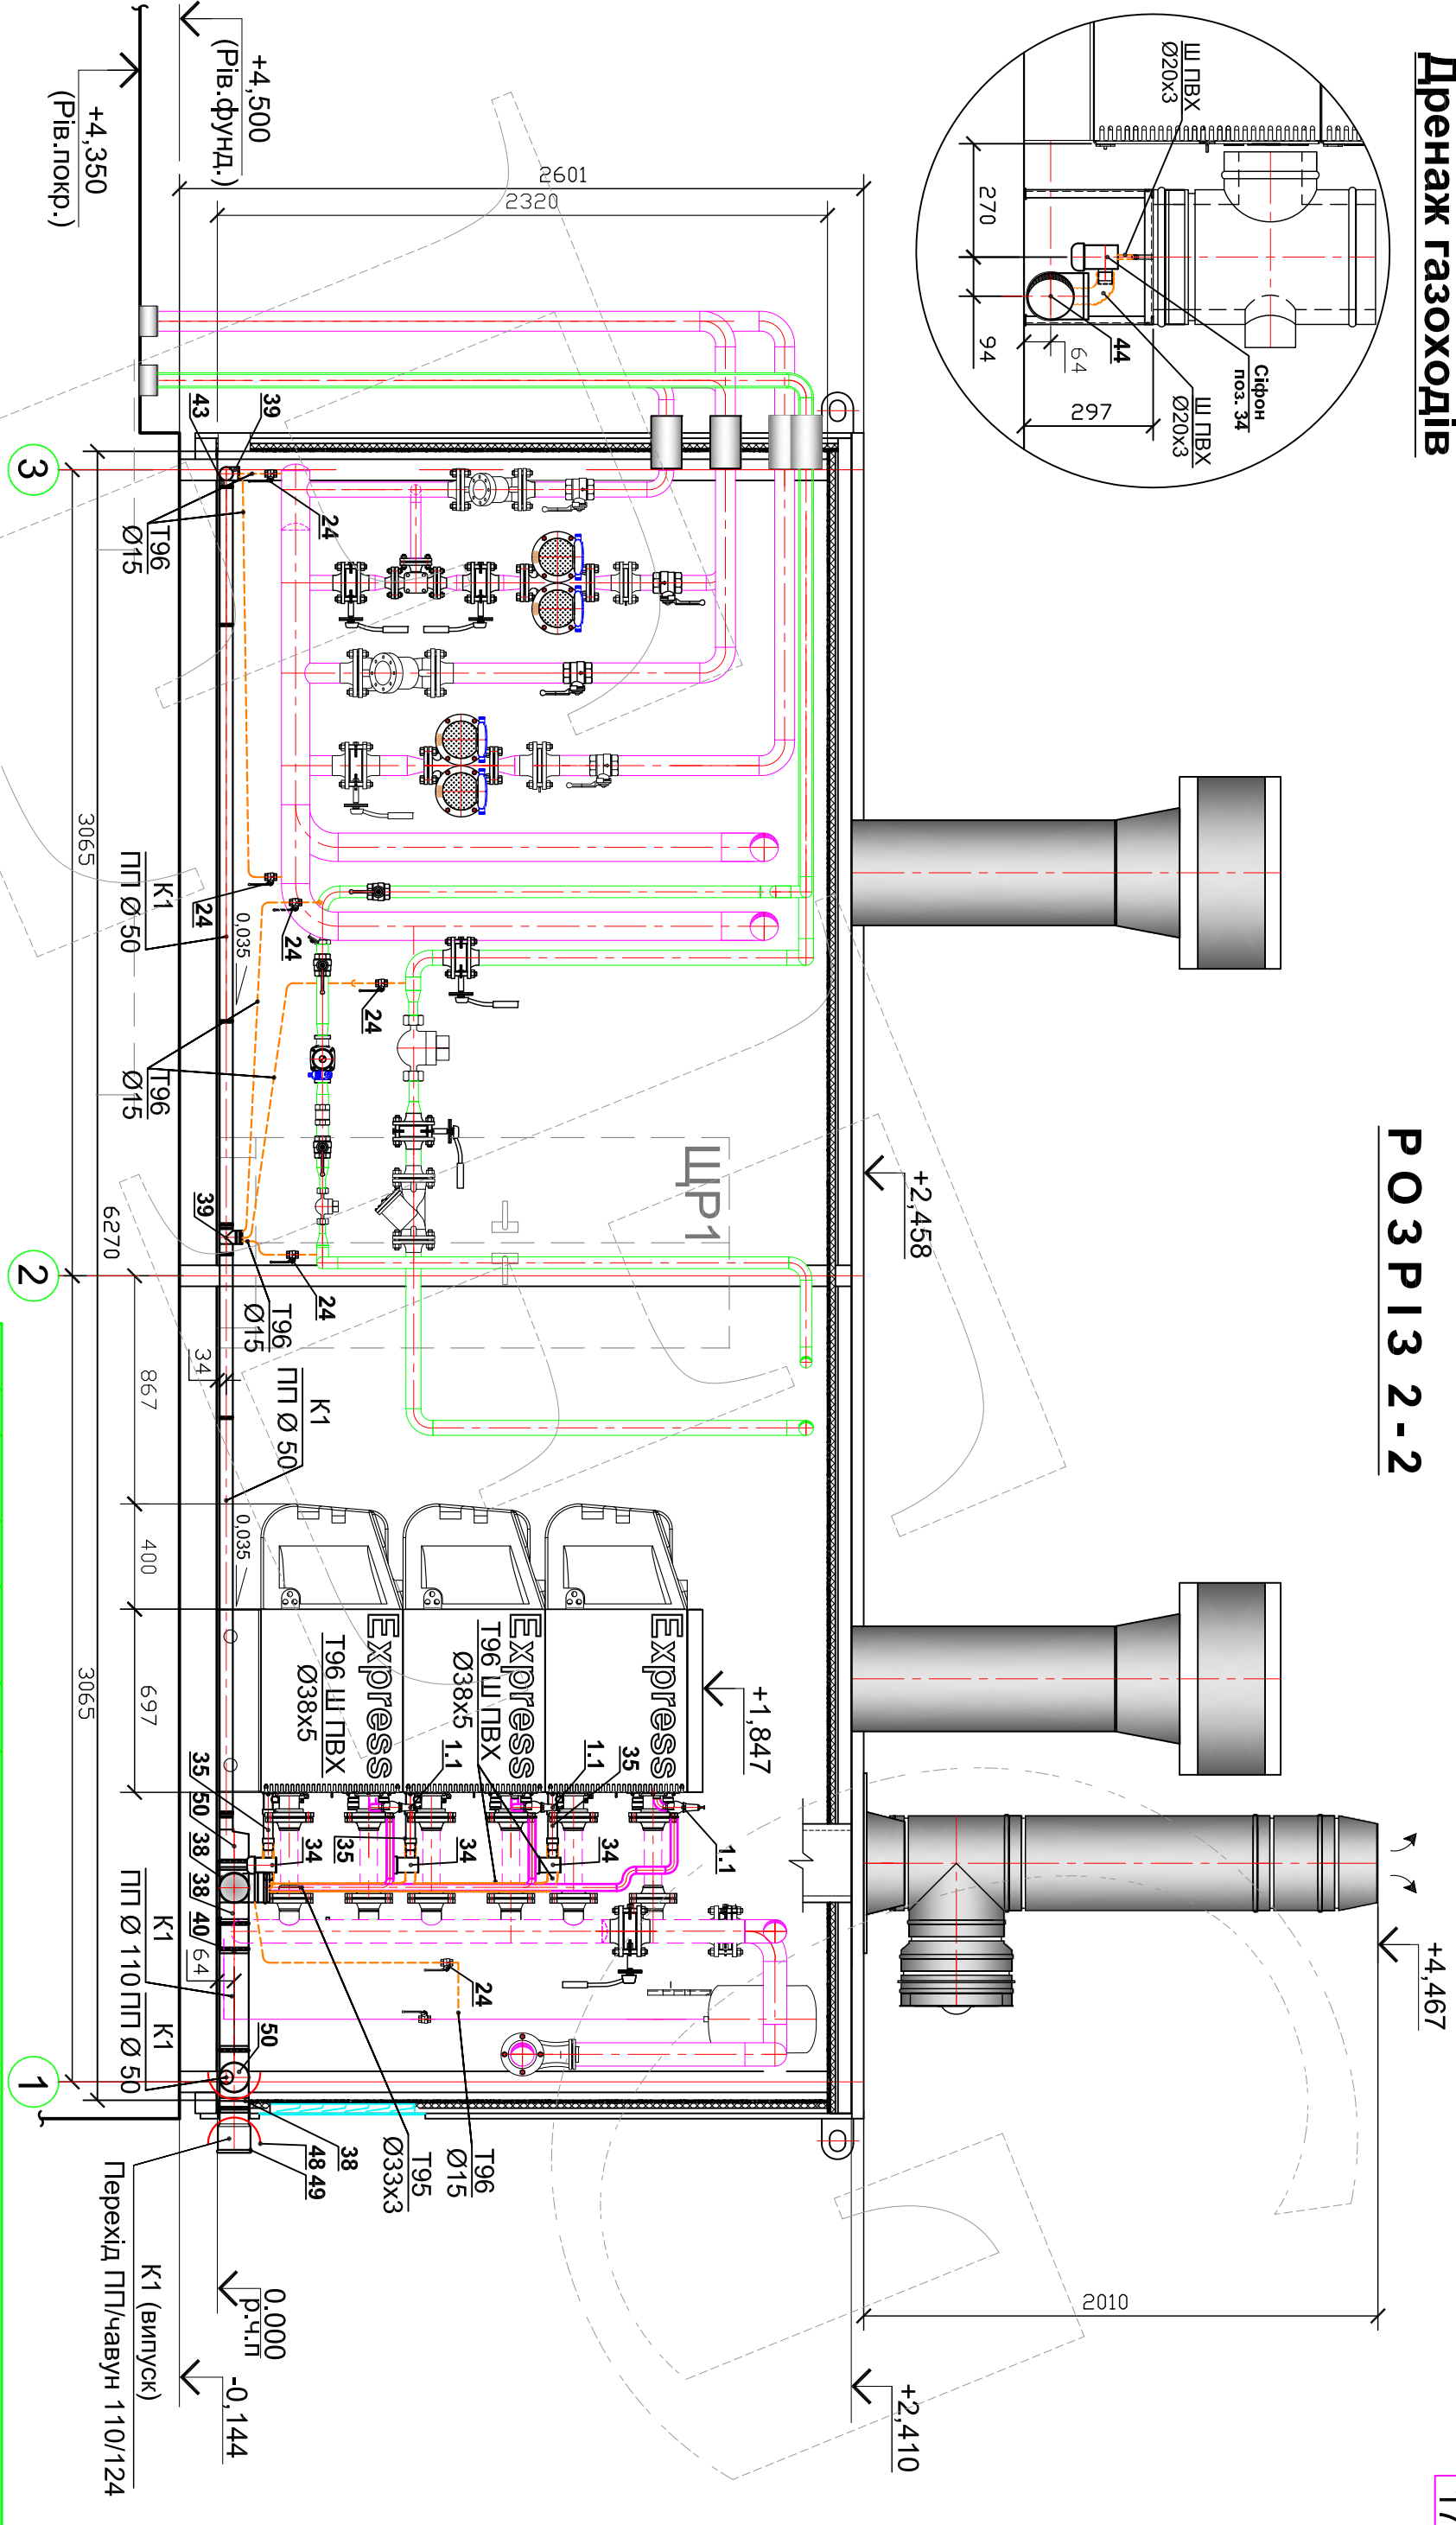 Дренаж газоходів
Ш ПВХ
Ø20х3
270
94
64
44
297
Сіфон
поз. 34
Ш ПВХ
Ø20х3
РОЗРІЗ 2-2
+4,500
(Рів.фунд.)
+4,350
(Рів.покр.)
2601
2320
+2,458
+4,467
2010
+2,410
+1,847
ЩР1
Express
Express
Express
Т96 Ш ПВХ
Ø38х5
Т96 Ш ПВХ
Ø38х5
1.1
35
1.1
1.1
34
34
34
35
35
50
38
38
40
64
24
50
38
48 49
43
39
24
Т96
Ø15
24
24
24
К1
ПП Ø 50
0,035
Т96
Ø15
39
24
Т96
Ø15
34
К1
ПП Ø 50
0,035
К1
ПП Ø 110
К1
ПП Ø 50
Т96
Ø15
Т95
Ø33х3
0.000
р.ч.п
-0,144
К1 (випуск)
Перехід ПП/чавун 110/124
867
400
697
3065
6270
3065
3
2
1